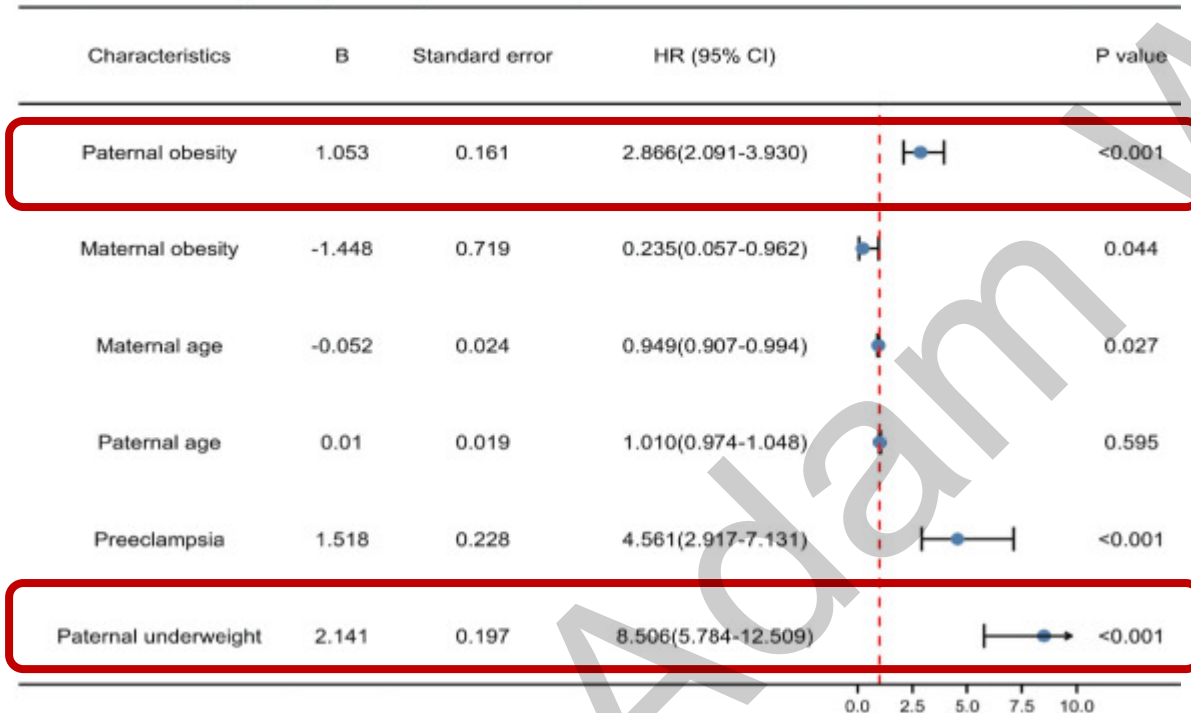 Characteristics B Standard error HR (95% CI) P value
Paternal obesity 1.053 0.161 2.866(2.091-3.930) <0.001
Maternal obesity -1.448 0.719 0.235(0.057-0.962) 0.044
Maternal age -0.052 0.024 0.949(0.907-0.994) 0.027
Paternal age 0.01 0.019 1.010(0.974-1.048) 0.595
Preeclampsia 1.518 0.228 4.561(2.917-7.131) <0.001
Paternal underweight 2.141 0.197 8.506(5.784-12.509) <0.001
0.0 2.5 5.0 7.5 10.0
Adam